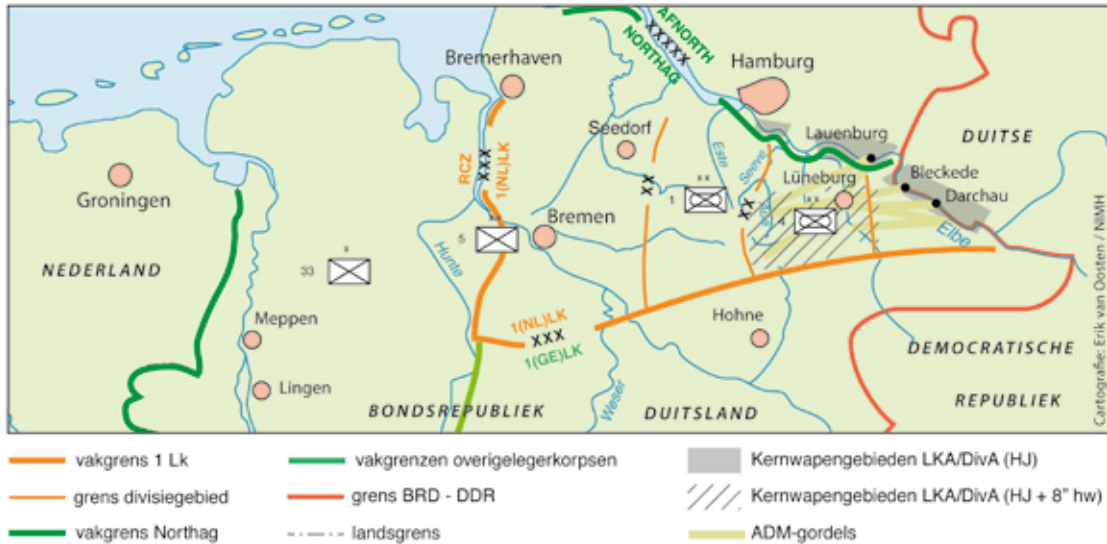 AFNORTH
XXXXX
NORTHAG
Bremerhaven
Hamburg
Seedorf
Lauenburg
DUITSE
RCZ
XXX
1(NL)LK
Este
Seeve
Bleckede
Groningen
XX
xx
1
Lüneburg
Darchau
XX
4
Bremen
5
Elbe
Hunte
NEDERLAND
x
33
Meppen
1(NL)LK
XXX
1(GE)LK
Hohne
DEMOCRATISCHE
Lingen
Weser
BONDSREPUBLIEK
DUITSLAND
REPUBLIEK
Cartografie: Erik van Oosten / NIMH
vakgrens 1 Lk
vakgrenzen overigelegerkorpsen
Kernwapengebieden LKA/DivA (HJ)
grens divisiegebied
grens BRD - DDR
Kernwapengebieden LKA/DivA (HJ + 8" hw)
vakgrens Northag
landsgrens
ADM-gordels